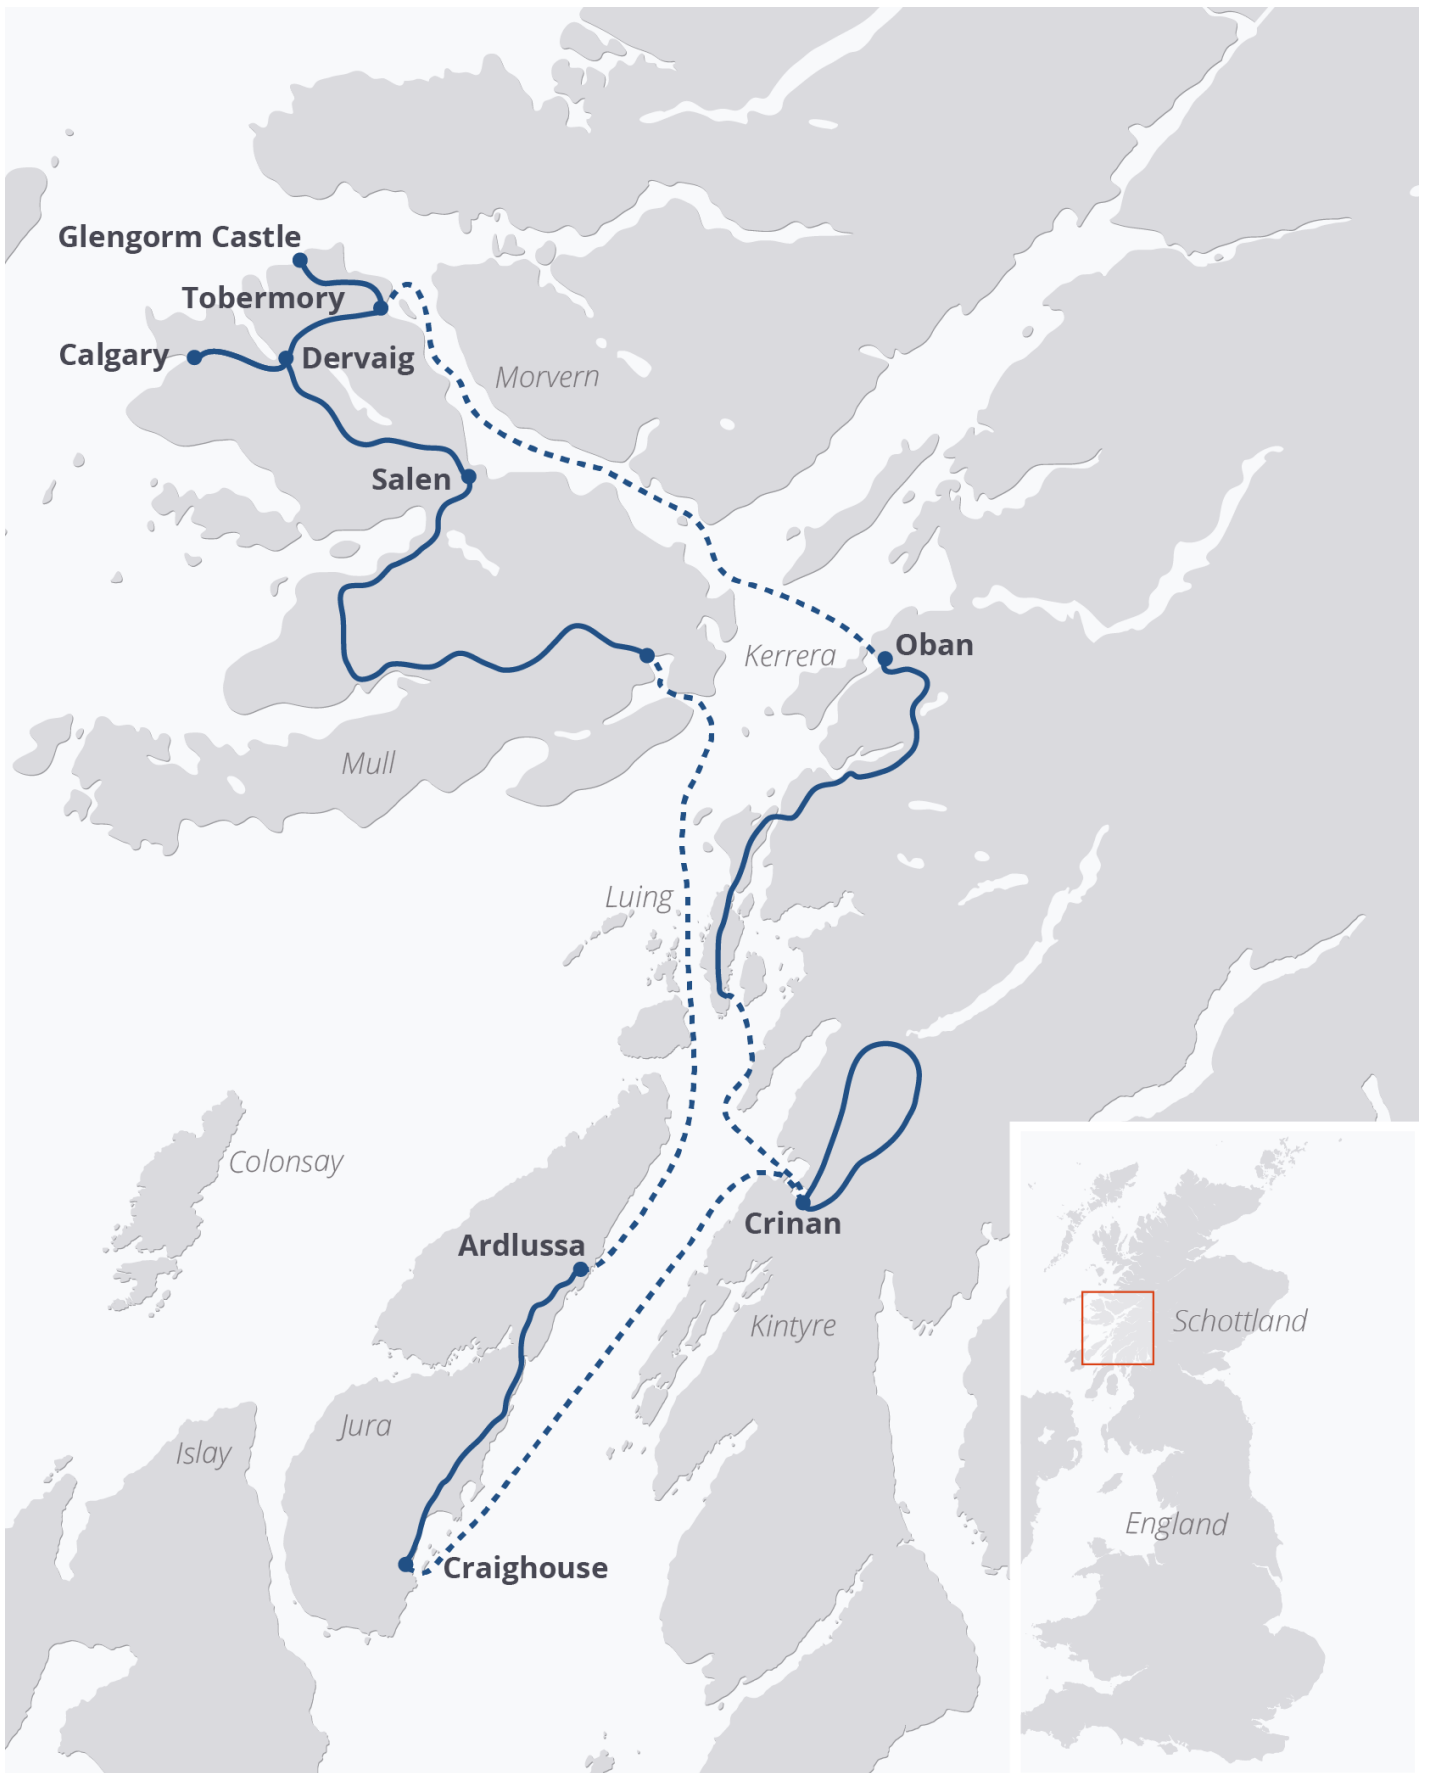 Glengorm Castle
Tobermory
Calgary
Dervaig
Morvern
Salen
Oban
Kerrera
Mull
Luing
Colonsay
Crinan
Ardlussa
Kintyre
Schottland
Jura
Islay
England
Craighouse